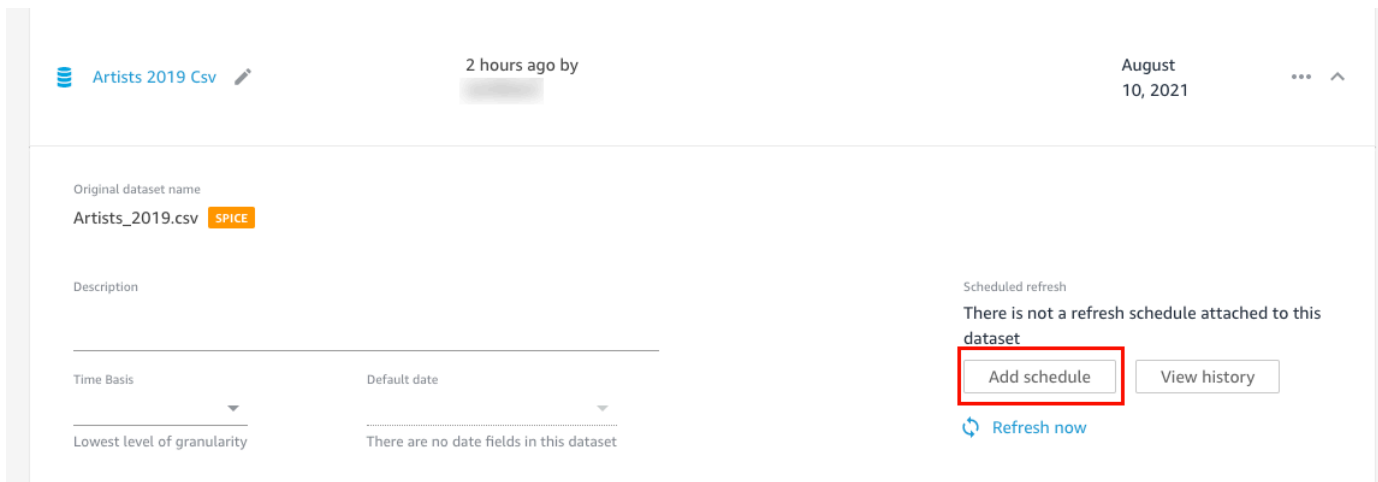 Artists 2019 Csv
2 hours ago by
August
10, 2021
Original dataset name
Artists_2019.csv SPICE
Description
Scheduled refresh
There is not a refresh schedule attached to this
dataset
Add schedule
View history
Time Basis
Default date
Lowest level of granularity
There are no date fields in this dataset
Refresh now